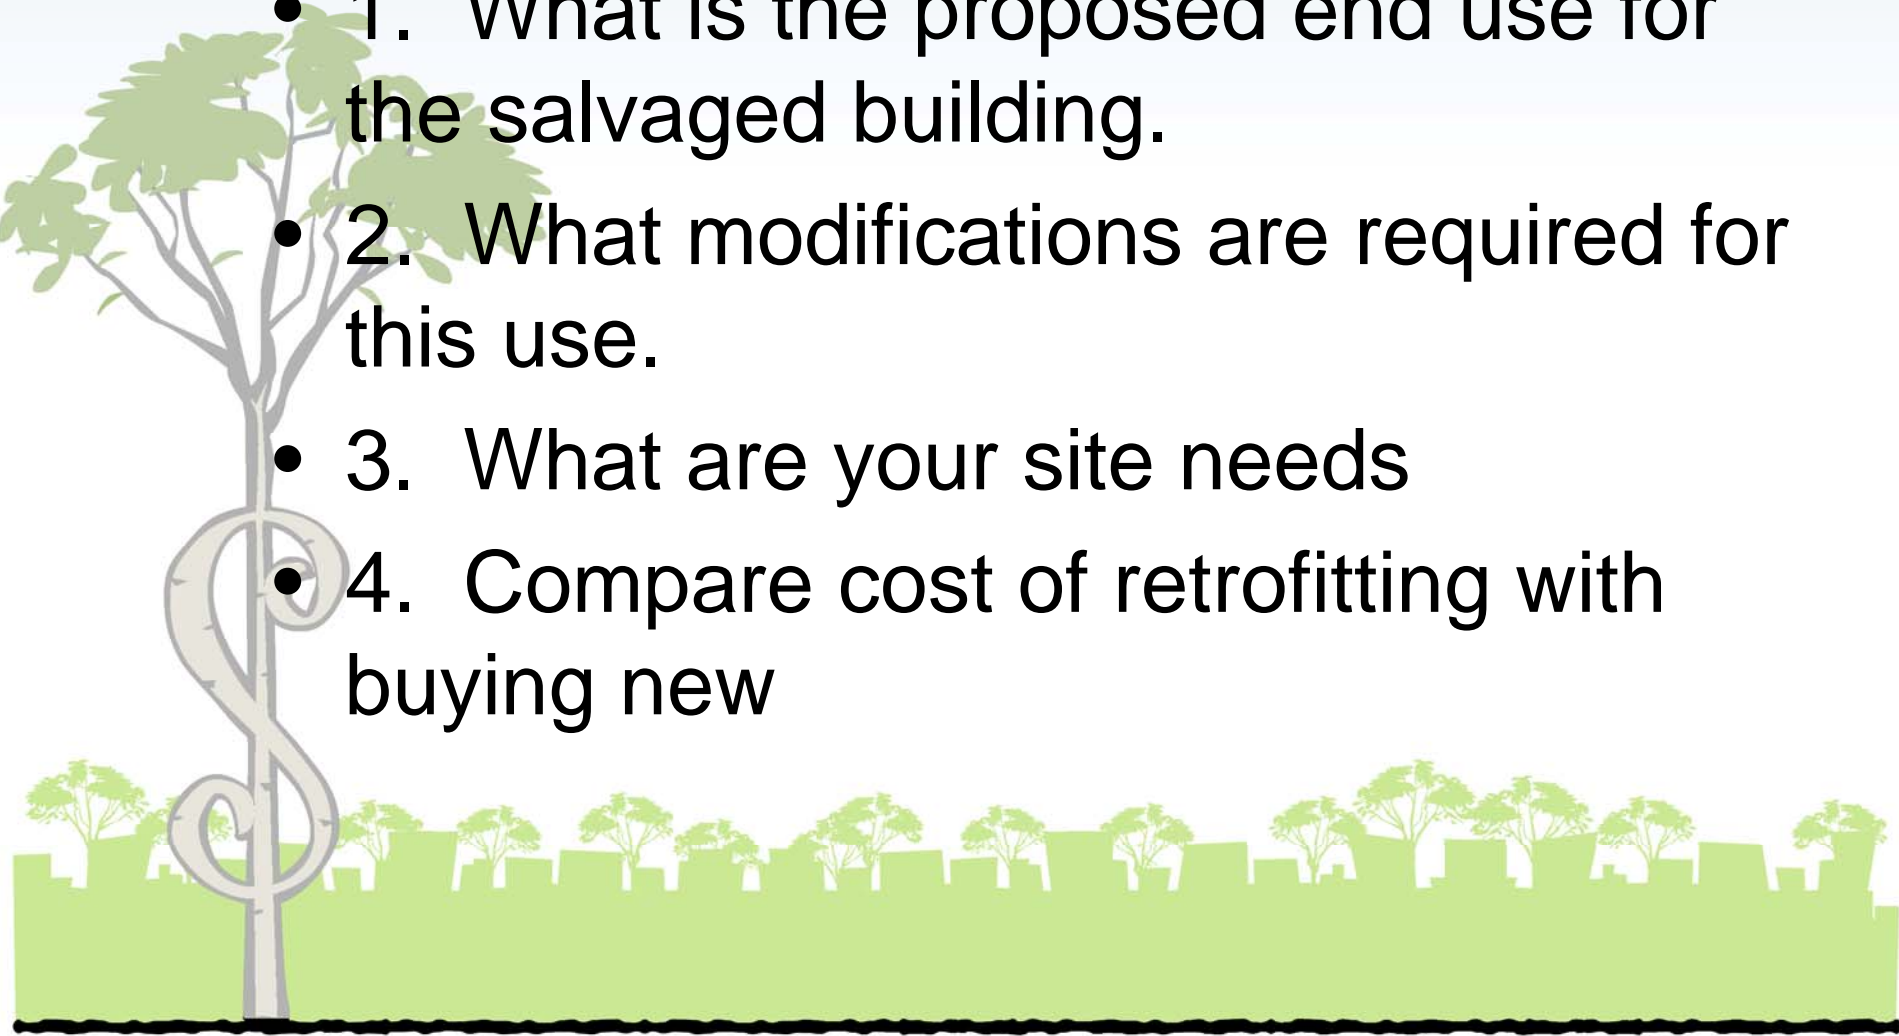 • 1. What is the proposed end use for
the salvaged building.
• 2. What modifications are required for
this use.
• 3. What are your site needs
• 4. Compare cost of retrofitting with
buying new